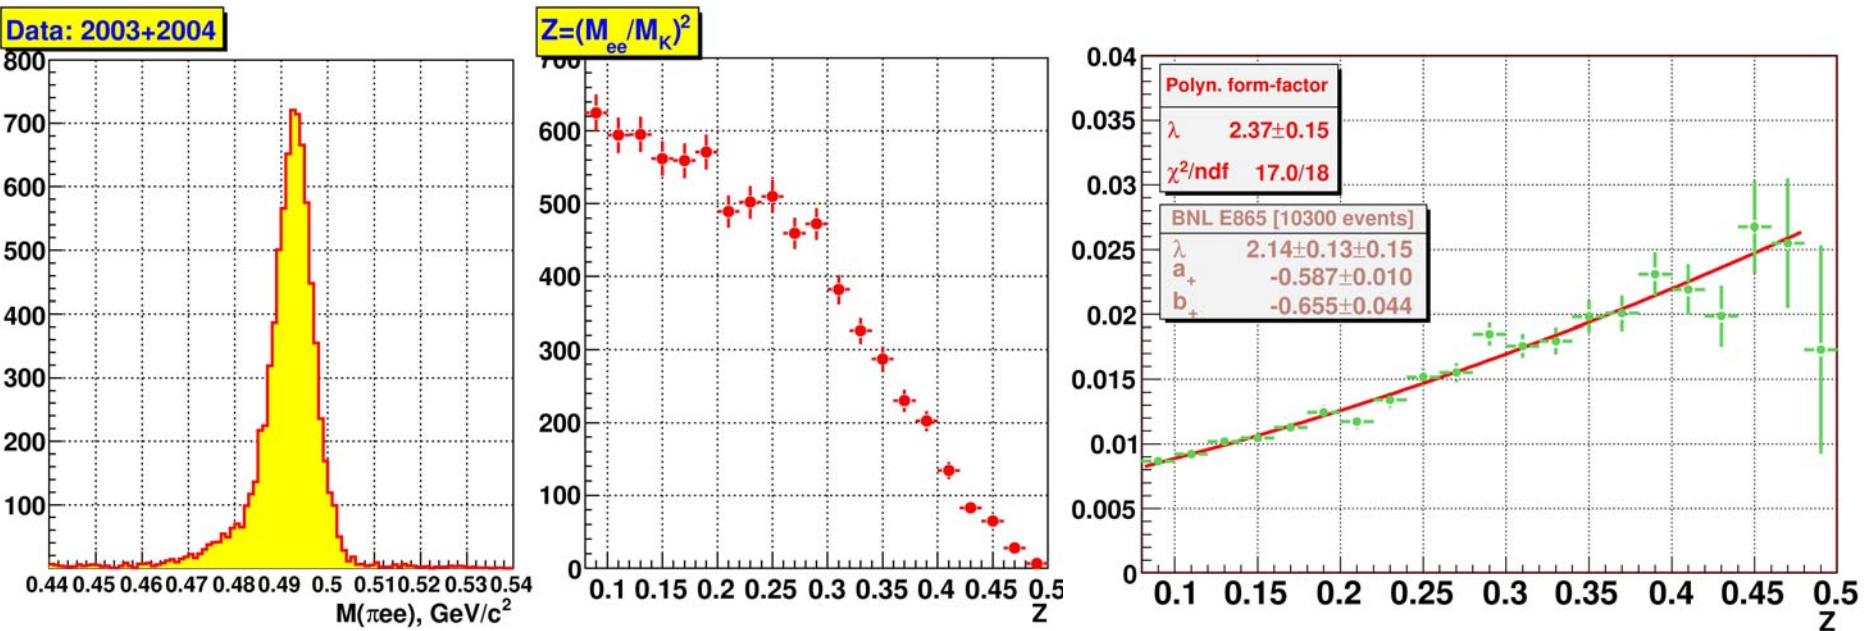 Data: 2003+2004
800
700
600
500
400
300
200
100
0.44 0.45 0.46 0.47 0.48 0.49 0.5 0.51 0.52 0.53 0.54
M(πee), GeV/c²
Z=(Mee/MK)²
700
600
500
400
300
200
100
0
0.1 0.15 0.2 0.25 0.3 0.35 0.4 0.45 0.5
Z
0.04
0.035
0.03
0.025
0.02
0.015
0.01
0.005
0
Polyn. form-factor
λ 2.37±0.15
χ²/ndf 17.0/18
BNL E865 [10300 events]
λ 2.14±0.13±0.15
a₊ -0.587±0.010
b₊ -0.655±0.044
0.1 0.15 0.2 0.25 0.3 0.35 0.4 0.45 0.5
Z